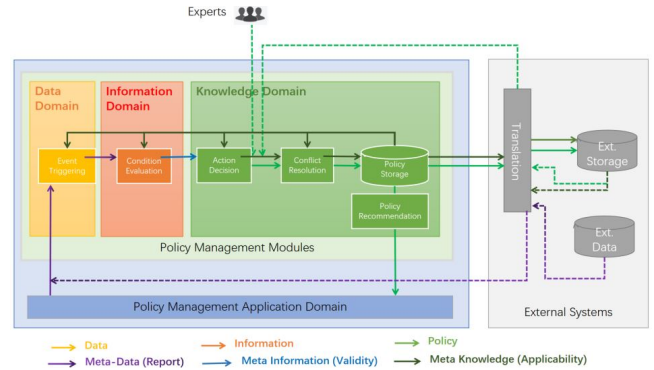 Experts
Data
Domain
Information
Domain
Knowledge Domain
Event
Triggering
Condition
Evaluation
Action
Decision
Conflict
Resolution
Policy
Storage
Policy
Recommendation
Policy Management Modules
Policy Management Application Domain
Translation
Ext.
Storage
Ext.
Data
External Systems
Data
Information
Policy
Meta-Data (Report)
Meta Information (Validity)
Meta Knowledge (Applicability)